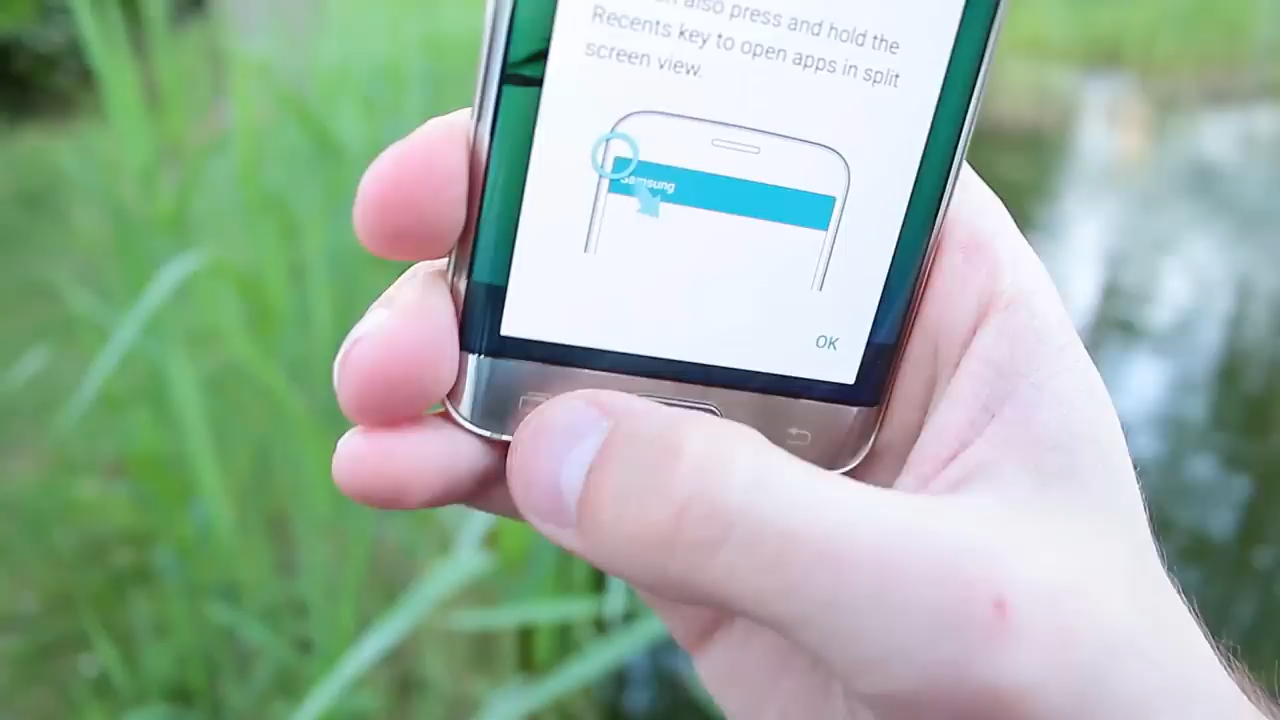 also press and hold the
Recents key to open apps in split
screen view.
Samsung
OK